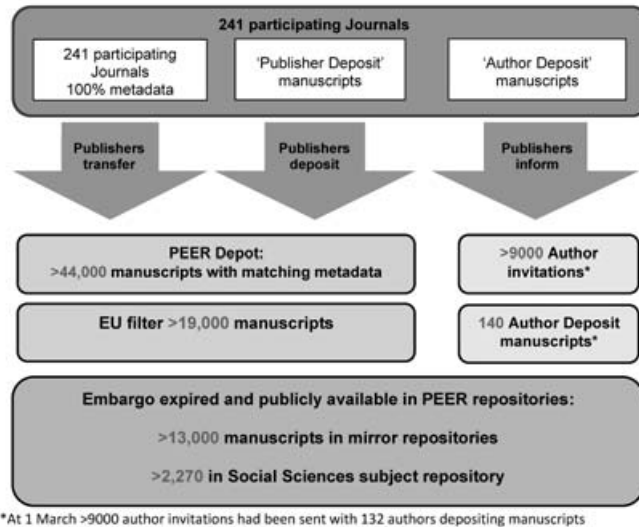 241 participating Journals
241 participating
Journals
100% metadata
‘Publisher Deposit’
manuscripts
‘Author Deposit’
manuscripts
Publishers
transfer
Publishers
deposit
Publishers
inform
PEER Depot:
>44,000 manuscripts with matching metadata
>9000 Author
invitations*
EU filter >19,000 manuscripts
140 Author Deposit
manuscripts*
Embargo expired and publicly available in PEER repositories:
>13,000 manuscripts in mirror repositories
>2,270 in Social Sciences subject repository
*At 1 March >9000 author invitations had been sent with 132 authors depositing manuscripts